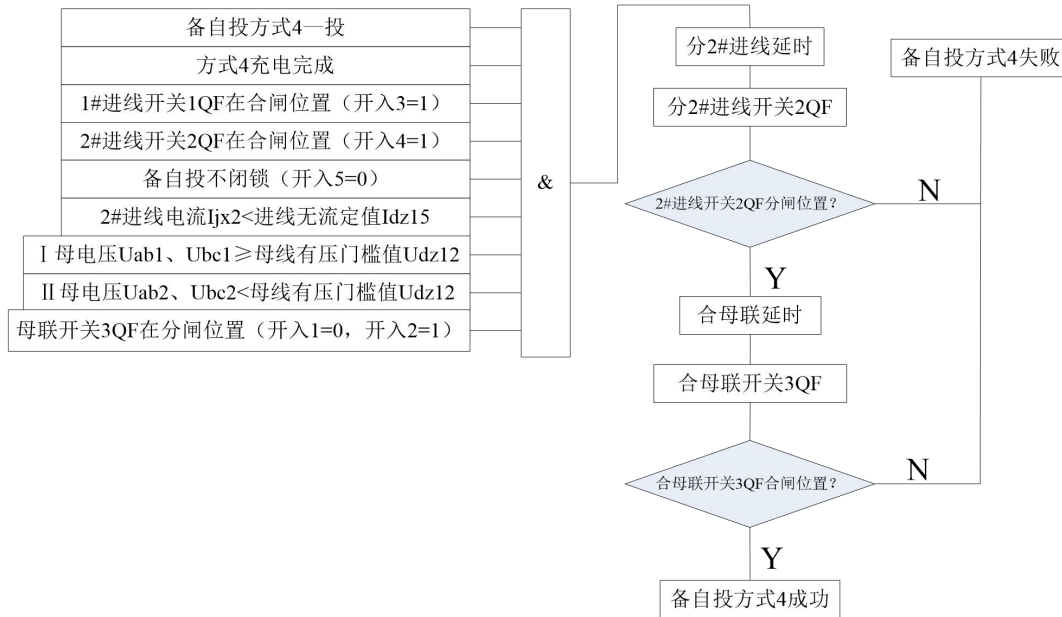 备自投方式4—投
方式4充电完成
1#进线开关1QF在合闸位置（开入3=1）
2#进线开关2QF在合闸位置（开入4=1）
备自投不闭锁（开入5=0）
2#进线电流Ijx2<进线无流定值Idz15
Ⅰ母电压Uab1、Ubc1≥母线有压门槛值Udz12
Ⅱ母电压Uab2、Ubc2<母线有压门槛值Udz12
母联开关3QF在分闸位置（开入1=0，开入2=1）
&
分2#进线延时
分2#进线开关2QF
2#进线开关2QF分闸位置？
N
备自投方式4失败
Y
合母联延时
合母联开关3QF
合母联开关3QF合闸位置？
N
Y
备自投方式4成功